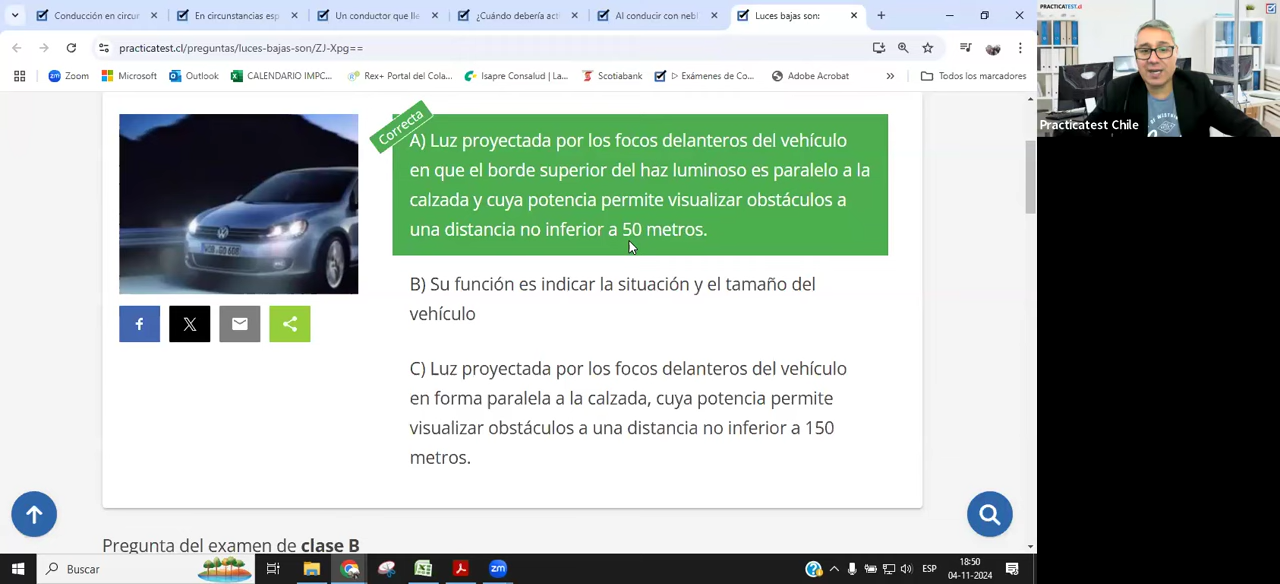 Conducción en circun
En circunstancias esp
Un conductor que lle
¿Cuándo debería act
Al conducir con nebl
Luces bajas son:
practicatest.cl/preguntas/luces-bajas-son/ZJ-XPg==
Zoom
Microsoft
Outlook
CALENDARIO IMPC...
Rex+ Portal del Cola...
Isapre Consalud | La...
Scotiabank
▷ Exámenes de Co...
Adobe Acrobat
»
Todos los marcadores
PRACTICATEST.cl
Practicatest Chile
Correcta
A) Luz proyectada por los focos delanteros del vehículo
en que el borde superior del haz luminoso es paralelo a la
calzada y cuya potencia permite visualizar obstáculos a
una distancia no inferior a 50 metros.
B) Su función es indicar la situación y el tamaño del
vehículo
C) Luz proyectada por los focos delanteros del vehículo
en forma paralela a la calzada, cuya potencia permite
visualizar obstáculos a una distancia no inferior a 150
metros.
Pregunta del examen de clase B
Buscar
ESP
18:50
04-11-2024